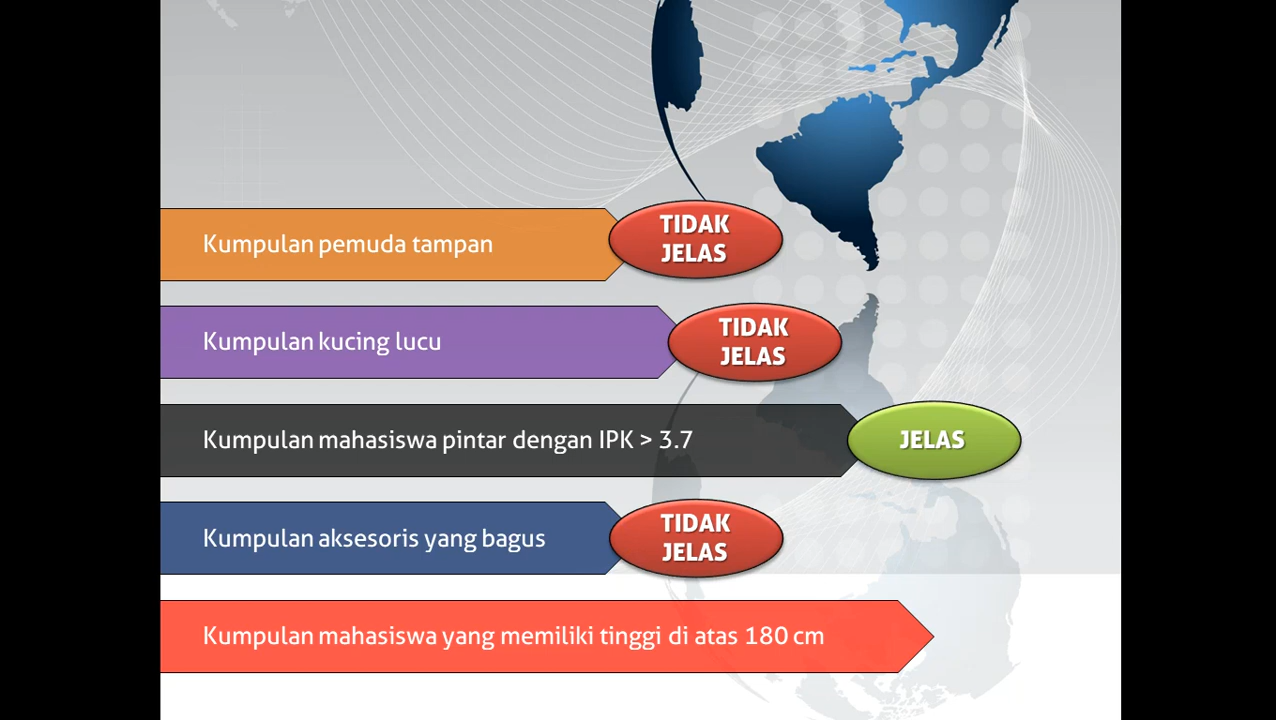 Kumpulan pemuda tampan
TIDAK
JELAS
Kumpulan kucing lucu
TIDAK
JELAS
Kumpulan mahasiswa pintar dengan IPK > 3.7
JELAS
Kumpulan aksesoris yang bagus
TIDAK
JELAS
Kumpulan mahasiswa yang memiliki tinggi di atas 180 cm